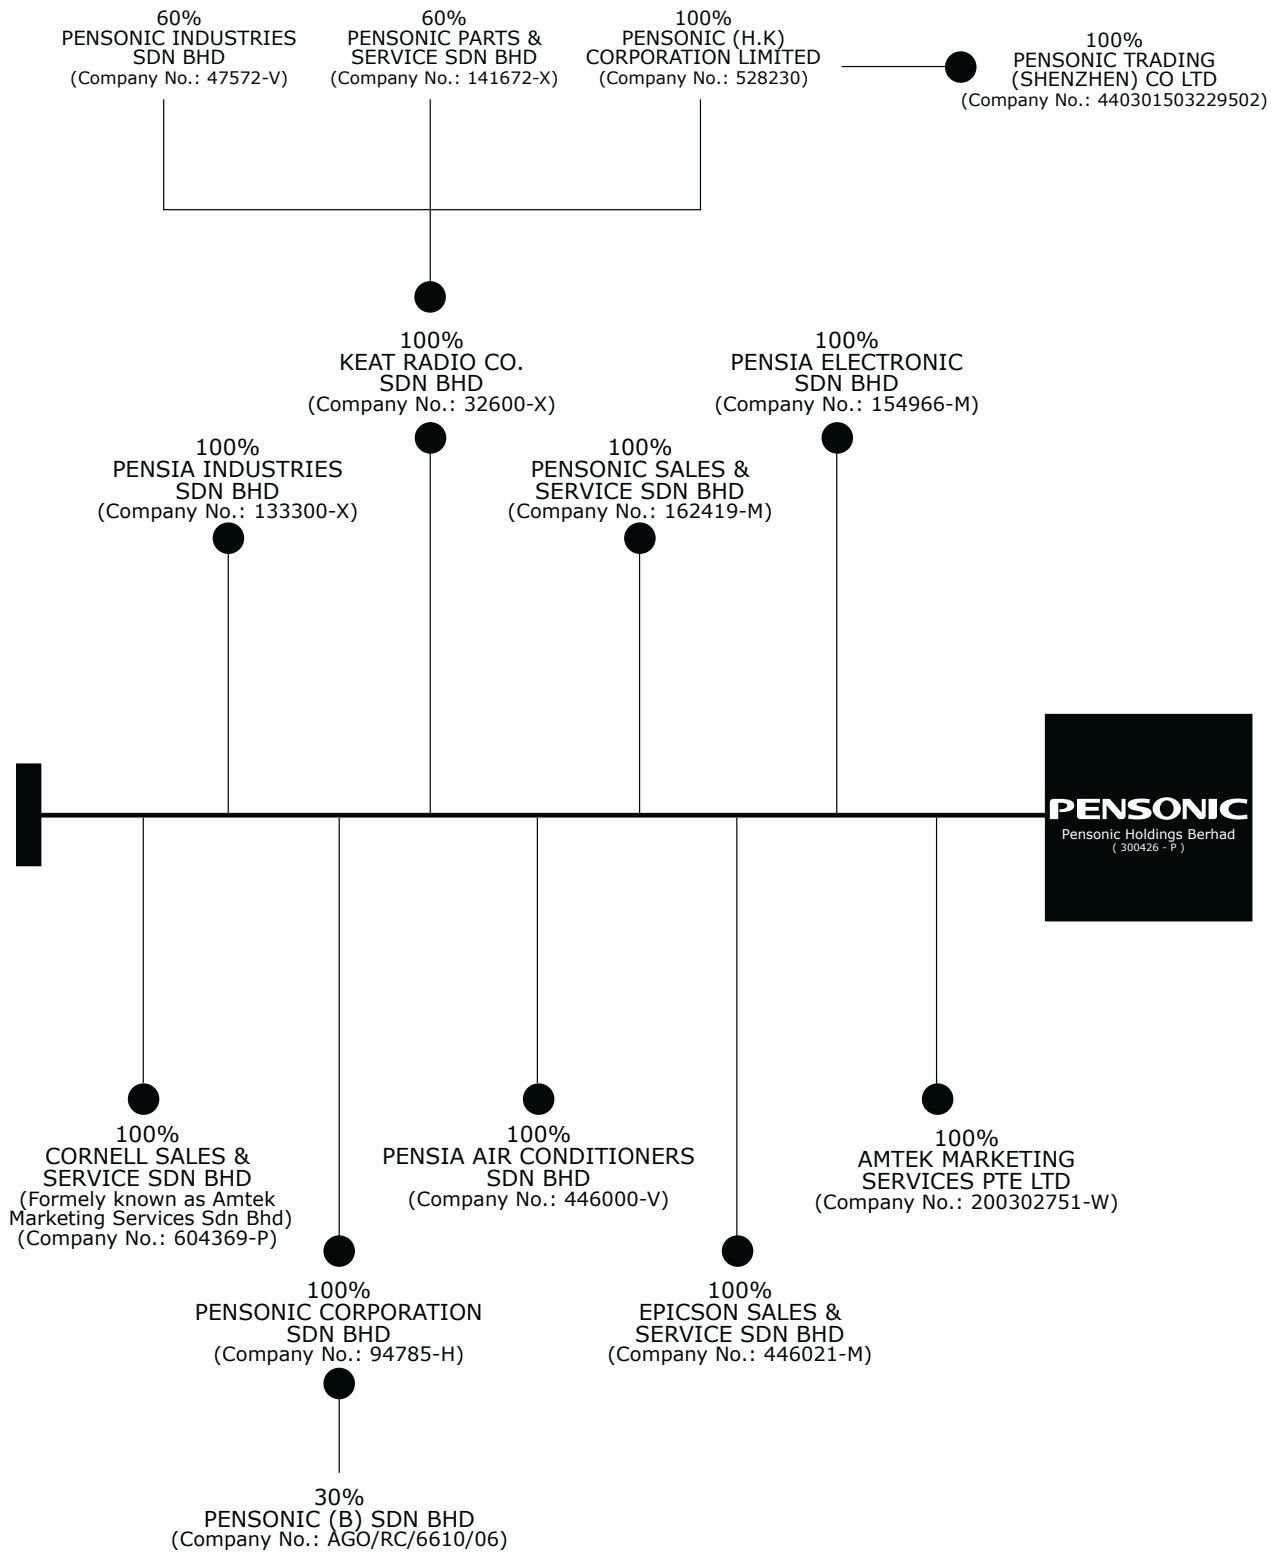 60%
PENSONIC INDUSTRIES
SDN BHD
(Company No.: 47572-V)
60%
PENSONIC PARTS &
SERVICE SDN BHD
(Company No.: 141672-X)
100%
PENSONIC (H.K)
CORPORATION LIMITED
(Company No.: 528230)
100%
PENSONIC TRADING
(SHENZHEN) CO LTD
(Company No.: 440301503229502)
100%
KEAT RADIO CO.
SDN BHD
(Company No.: 32600-X)
100%
PENSIA ELECTRONIC
SDN BHD
(Company No.: 154966-M)
100%
PENSIA INDUSTRIES
SDN BHD
(Company No.: 133300-X)
100%
PENSONIC SALES &
SERVICE SDN BHD
(Company No.: 162419-M)
PENSONIC
Pensonic Holdings Berhad
( 300426 - P )
100%
CORNELL SALES &
SERVICE SDN BHD
(Formely known as Amtek
Marketing Services Sdn Bhd)
(Company No.: 604369-P)
100%
PENSIA AIR CONDITIONERS
SDN BHD
(Company No.: 446000-V)
100%
AMTEK MARKETING
SERVICES PTE LTD
(Company No.: 200302751-W)
100%
PENSONIC CORPORATION
SDN BHD
(Company No.: 94785-H)
100%
EPICSON SALES &
SERVICE SDN BHD
(Company No.: 446021-M)
30%
PENSONIC (B) SDN BHD
(Company No.: AGO/RC/6610/06)